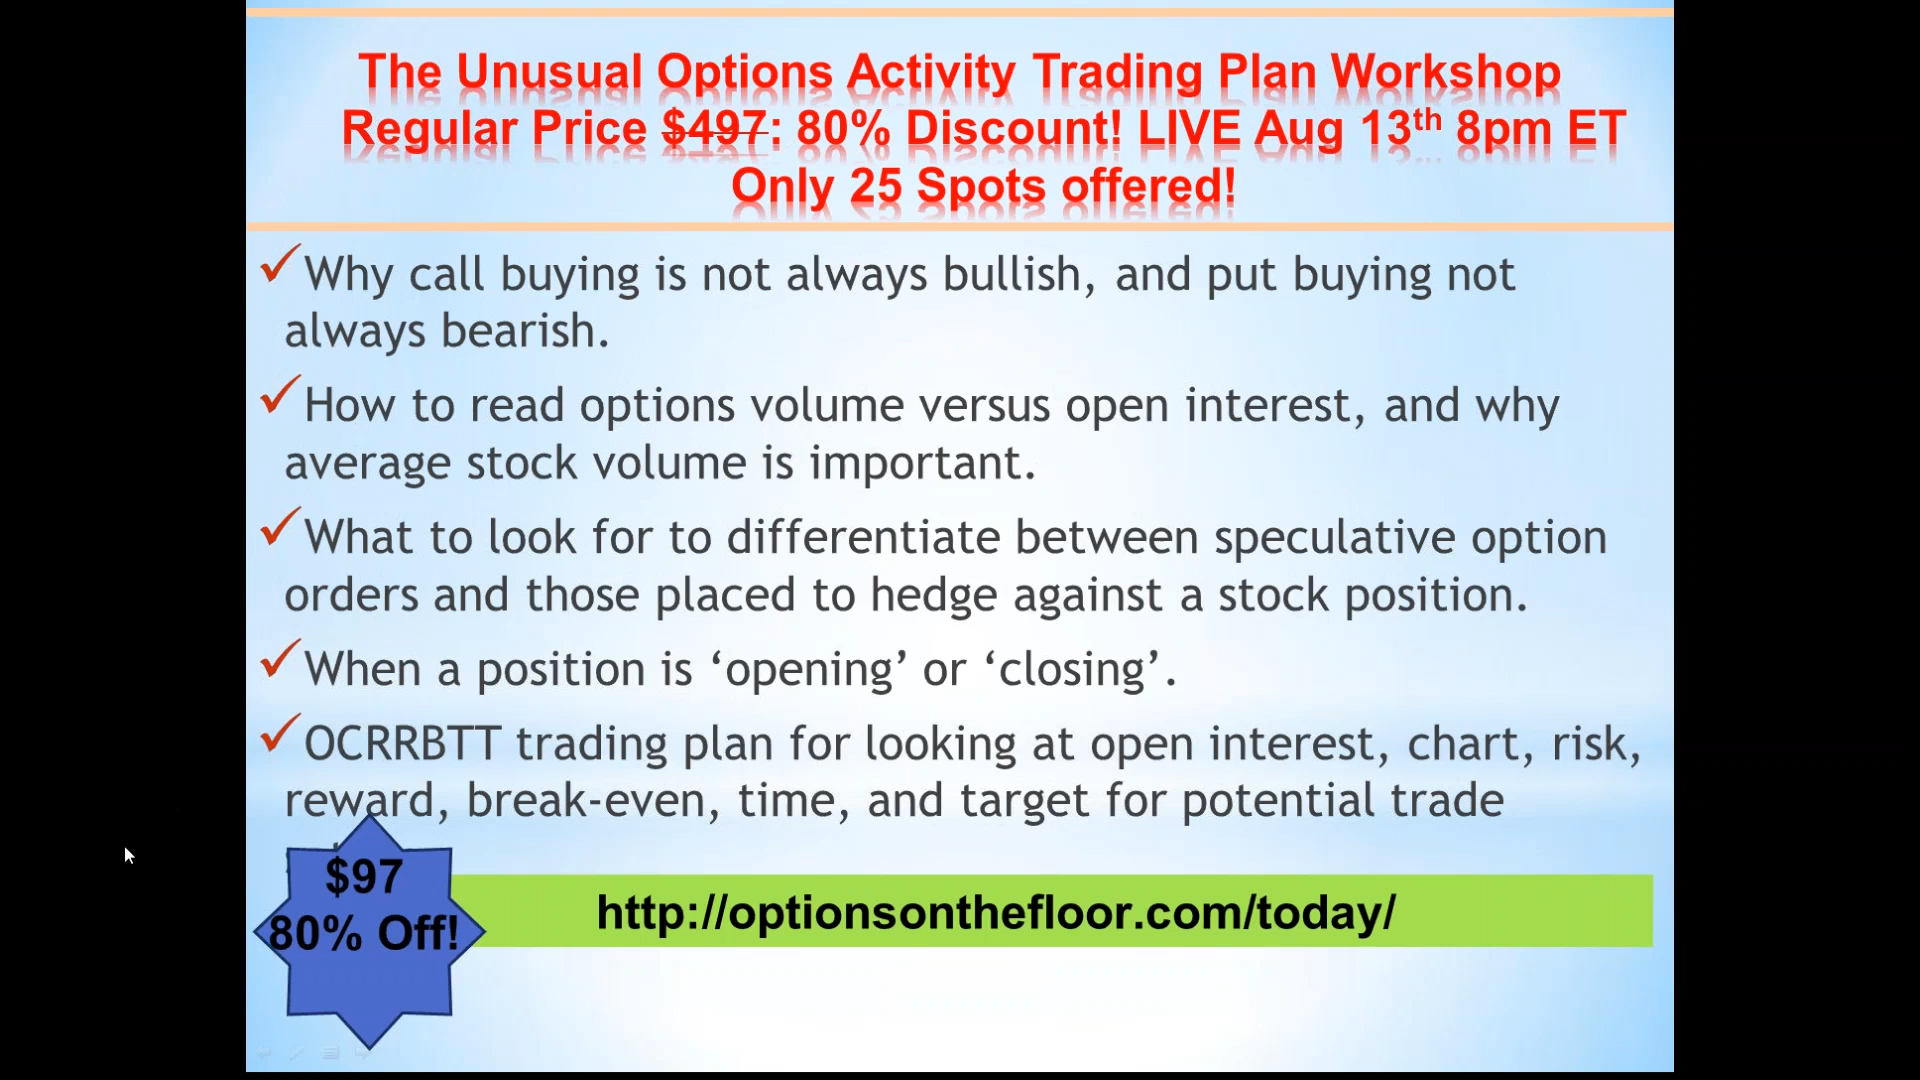 The Unusual Options Activity Trading Plan Workshop
Regular Price $497: 80% Discount! LIVE Aug 13th 8pm ET
Only 25 Spots offered!
✓Why call buying is not always bullish, and put buying not
always bearish.
✓How to read options volume versus open interest, and why
average stock volume is important.
✓What to look for to differentiate between speculative option
orders and those placed to hedge against a stock position.
✓When a position is ‘opening’ or ‘closing’.
✓OCRRBTT trading plan for looking at open interest, chart, risk,
reward, break-even, time, and target for potential trade
$97
80% Off!
http://optionsonthefloor.com/today/